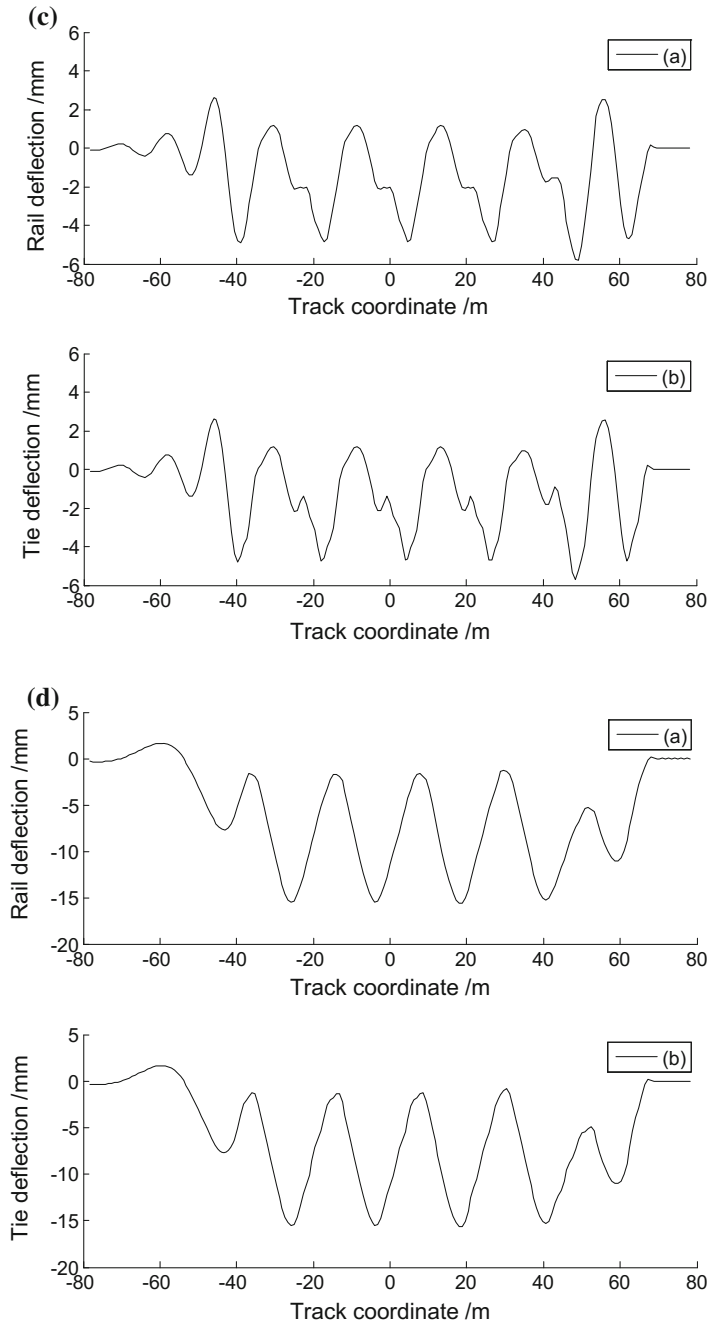 (c)
6
4
2
0
-2
-4
-6
Rail deflection /mm
(a)
-80 -60 -40 -20 0 20 40 60 80
Track coordinate /m
6
4
2
0
-2
-4
-6
Tie deflection /mm
(b)
-80 -60 -40 -20 0 20 40 60 80
Track coordinate /m
(d)
5
0
-5
-10
-15
-20
Rail deflection /mm
(a)
-80 -60 -40 -20 0 20 40 60 80
Track coordinate /m
5
0
-5
-10
-15
-20
Tie deflection /mm
(b)
-80 -60 -40 -20 0 20 40 60 80
Track coordinate /m